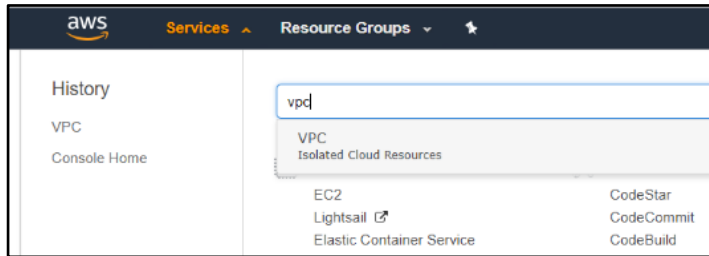 aws
Services
Resource Groups
History
VPC
Console Home
vpc
VPC
Isolated Cloud Resources
EC2
Lightsail
Elastic Container Service
CodeStar
CodeCommit
CodeBuild